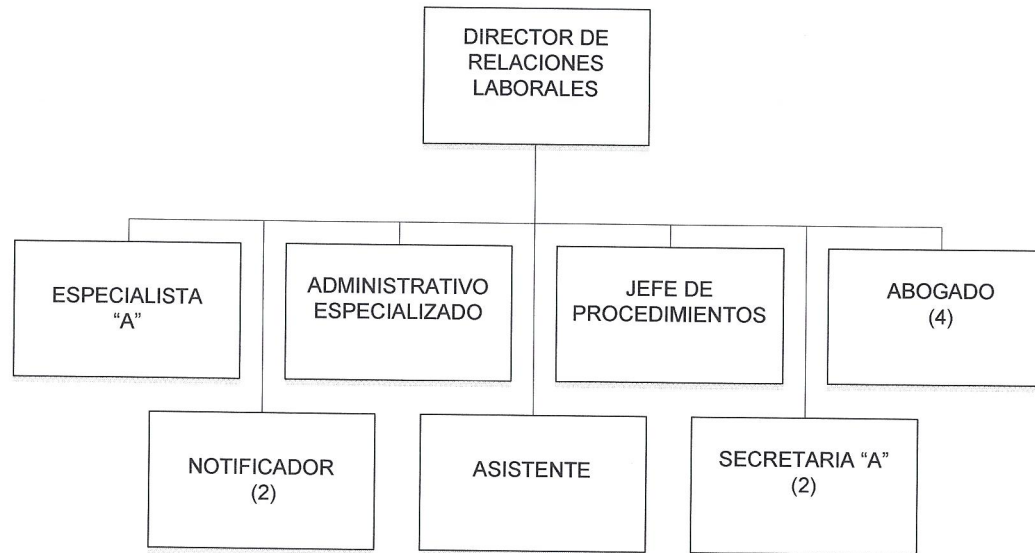 DIRECTOR DE
RELACIONES
LABORALES
ESPECIALISTA
“A”
ADMINISTRATIVO
ESPECIALIZADO
JEFE DE
PROCEDIMIENTOS
ABOGADO
(4)
NOTIFICADOR
(2)
ASISTENTE
SECRETARIA “A”
(2)